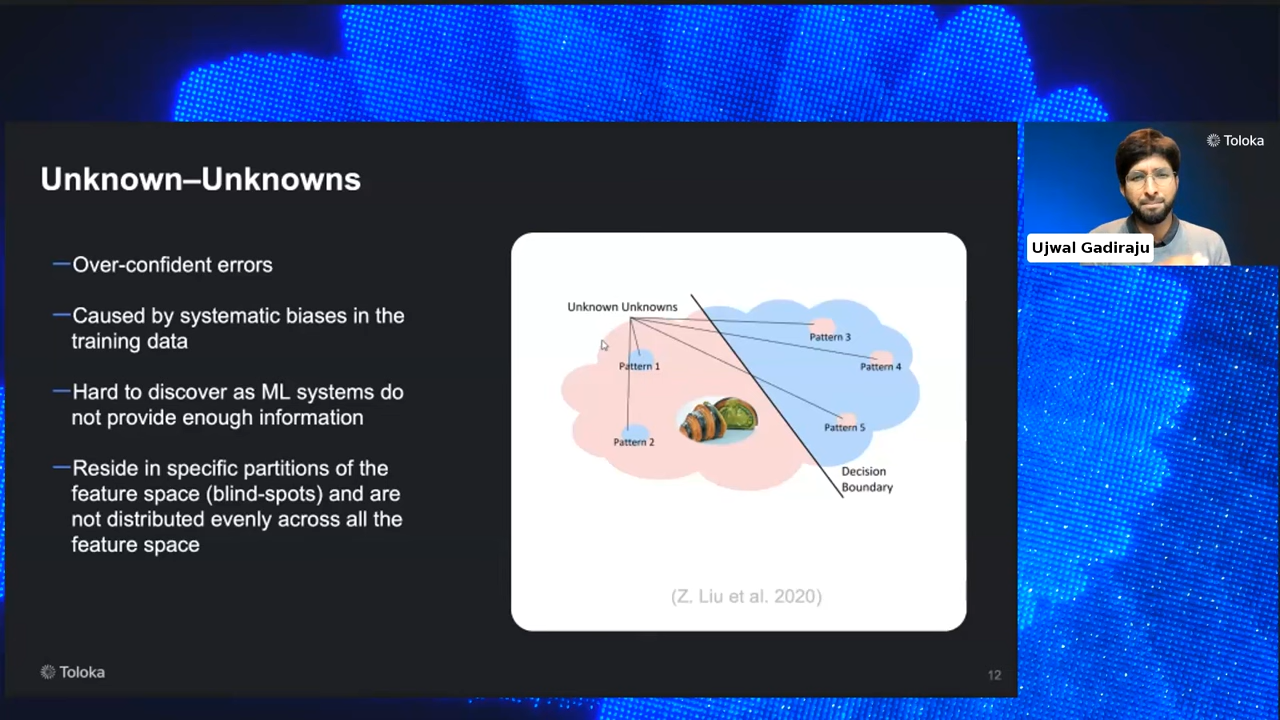 Unknown–Unknowns
—Over-confident errors
—Caused by systematic biases in the
training data
—Hard to discover as ML systems do
not provide enough information
—Reside in specific partitions of the
feature space (blind-spots) and are
not distributed evenly across all the
feature space
Unknown Unknowns
Pattern 1
Pattern 2
Pattern 3
Pattern 4
Pattern 5
Decision
Boundary
(Z. Liu et al. 2020)
Toloka
12
Toloka
Ujwal Gadiraju